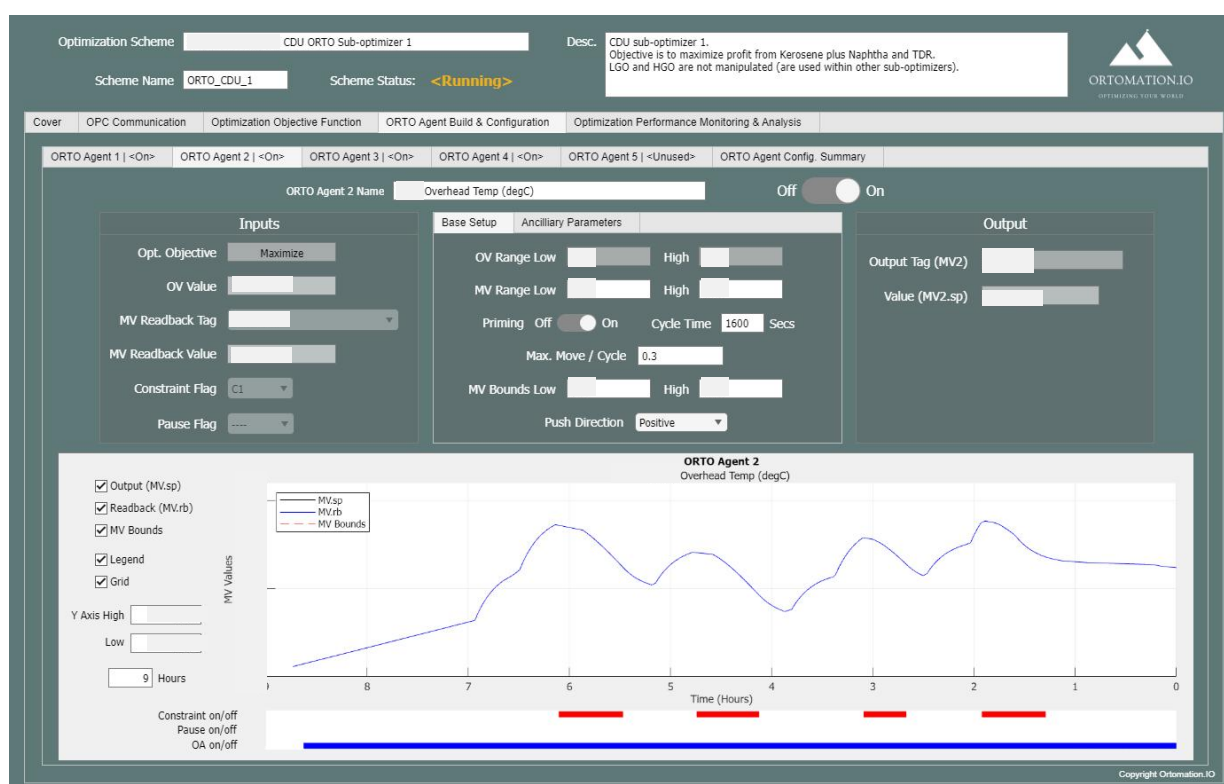 Optimization Scheme CDU ORTO Sub-optimizer 1 Desc. CDU sub-optimizer 1.
Objective is to maximize profit from Kerosene plus Naphtha and TDR.
LGO and HGO are not manipulated (are used within other sub-optimizers).
Scheme Name ORTO_CDU_1 Scheme Status: <Running>
ORTOMATION.IO
OPTIMIZING YOUR WORLD
Cover OPC Communication Optimization Objective Function ORTO Agent Build & Configuration Optimization Performance Monitoring & Analysis
ORTO Agent 1 | <On> ORTO Agent 2 | <On> ORTO Agent 3 | <On> ORTO Agent 4 | <On> ORTO Agent 5 | <Unused> ORTO Agent Config. Summary
ORTO Agent 2 Name Overhead Temp (degC) Off On
Inputs
Opt. Objective Maximize
OV Value
MV Readback Tag
MV Readback Value
Constraint Flag C1
Pause Flag ----
Base Setup Ancilliary Parameters
OV Range Low High
MV Range Low High
Priming Off On Cycle Time 1600 Secs
Max. Move / Cycle 0.3
MV Bounds Low High
Push Direction Positive
Output
Output Tag (MV2)
Value (MV2.sp)
ORTO Agent 2
Overhead Temp (degC)
Output (MV.sp)
Readback (MV.rb)
MV Bounds
Legend
Grid
Y Axis High
Low
9 Hours
MV Values
MV.sp
MV.rb
MV Bounds
8 7 6 5 4 3 2 1 0
Time (Hours)
Constraint on/off
Pause on/off
OA on/off
Copyright Ortomation.IO